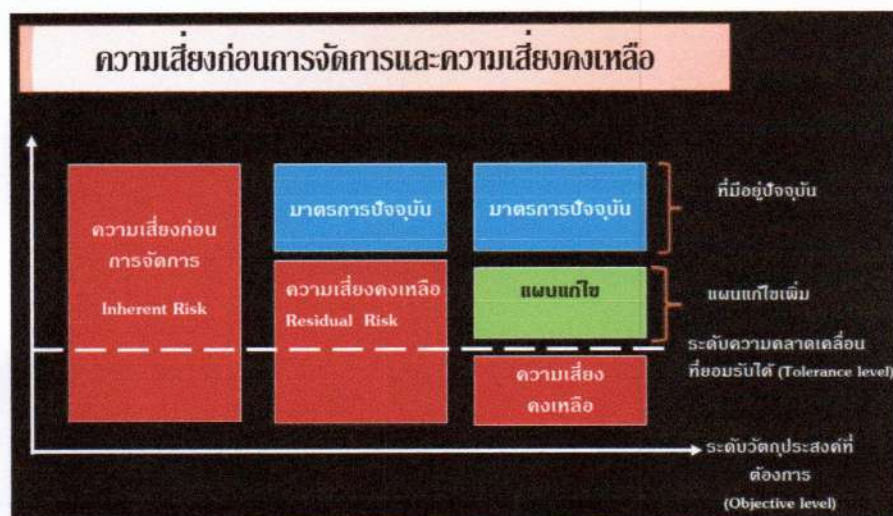 ความเสี่ยงก่อนการจัดการและความเสี่ยงคงเหลือ
ความเสี่ยงก่อน
การจัดการ
Inherent Risk
มาตรการปัจจุบัน
ความเสี่ยงคงเหลือ
Residual Risk
มาตรการปัจจุบัน
แผนแก้ไข
ความเสี่ยง
คงเหลือ
ที่มีอยู่ปัจจุบัน
แผนแก้ไขเพิ่ม
ระดับความคลาดเคลื่อน
ที่ยอมรับได้ (Tolerance level)
ระดับวัตถุประสงค์ที่
ต้องการ
(Objective level)